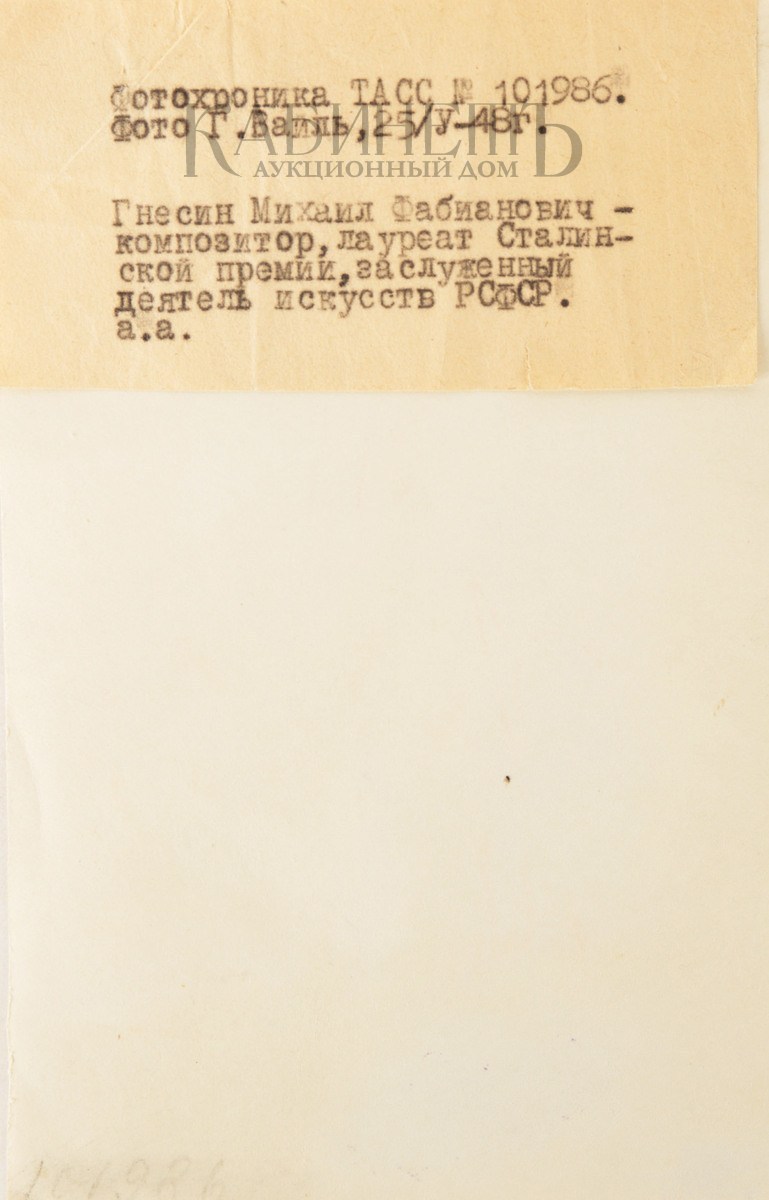 Фотохроника ТАСС № 101986.
Фото Г.Вайль, 25/У-48г.
КАБИНЕТЪ
АУКЦИОННЫЙ ДОМ
Гнесин Михаил Фабианович -
композитор, лауреат Сталин-
ской премии, заслуженный
деятель искусств РСФСР.
а.а.